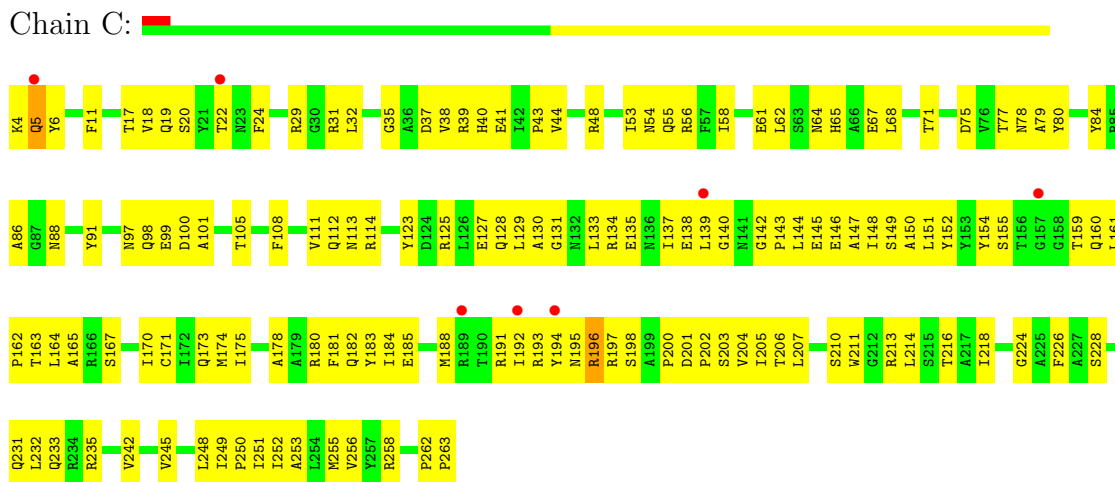 Chain C:
K4 Q5 Y6 F11 T17 V18 Q19 S20 Y21 T22 N23 F24 R29 G30 R31 L32 G35 A36 D37 V38 R39 H40 E41 I42 P43 V44 R48 I53 N54 Q55 R56 F57 I58 E61 L62 S63 N64 H65 A66 E67 L68 T71 D75 V76 T77 N78 A79 Y80 Y84 R85
A86 G87 N88 Y91 N97 Q98 E99 D100 A101 T105 F108 V111 Q112 N113 R114 Y123 D124 R125 L126 E127 Q128 L129 A130 G131 N132 L133 R134 E135 N136 I137 E138 L139 G140 N141 G142 P143 L144 E145 E146 A147 I148 S149 A150 L151 Y152 Y153 Y154 S155 T156 G157 G158 T159 Q160 L161
P162 T163 L164 A165 R166 S167 I170 C171 I172 Q173 M174 I175 A178 A179 R180 F181 Q182 Y183 I184 E185 M188 R189 T190 R191 I192 R193 Y194 N195 R196 R197 S198 A199 P200 D201 P202 S203 V204 I205 T206 L207 S210 W211 G212 R213 L214 S215 T216 A217 I218 G224 A225 F226 A227 S228
Q231 L232 Q233 R234 R235 V242 V245 L248 I249 P250 I251 I252 A253 L254 M255 V256 Y257 R258 P262 P263